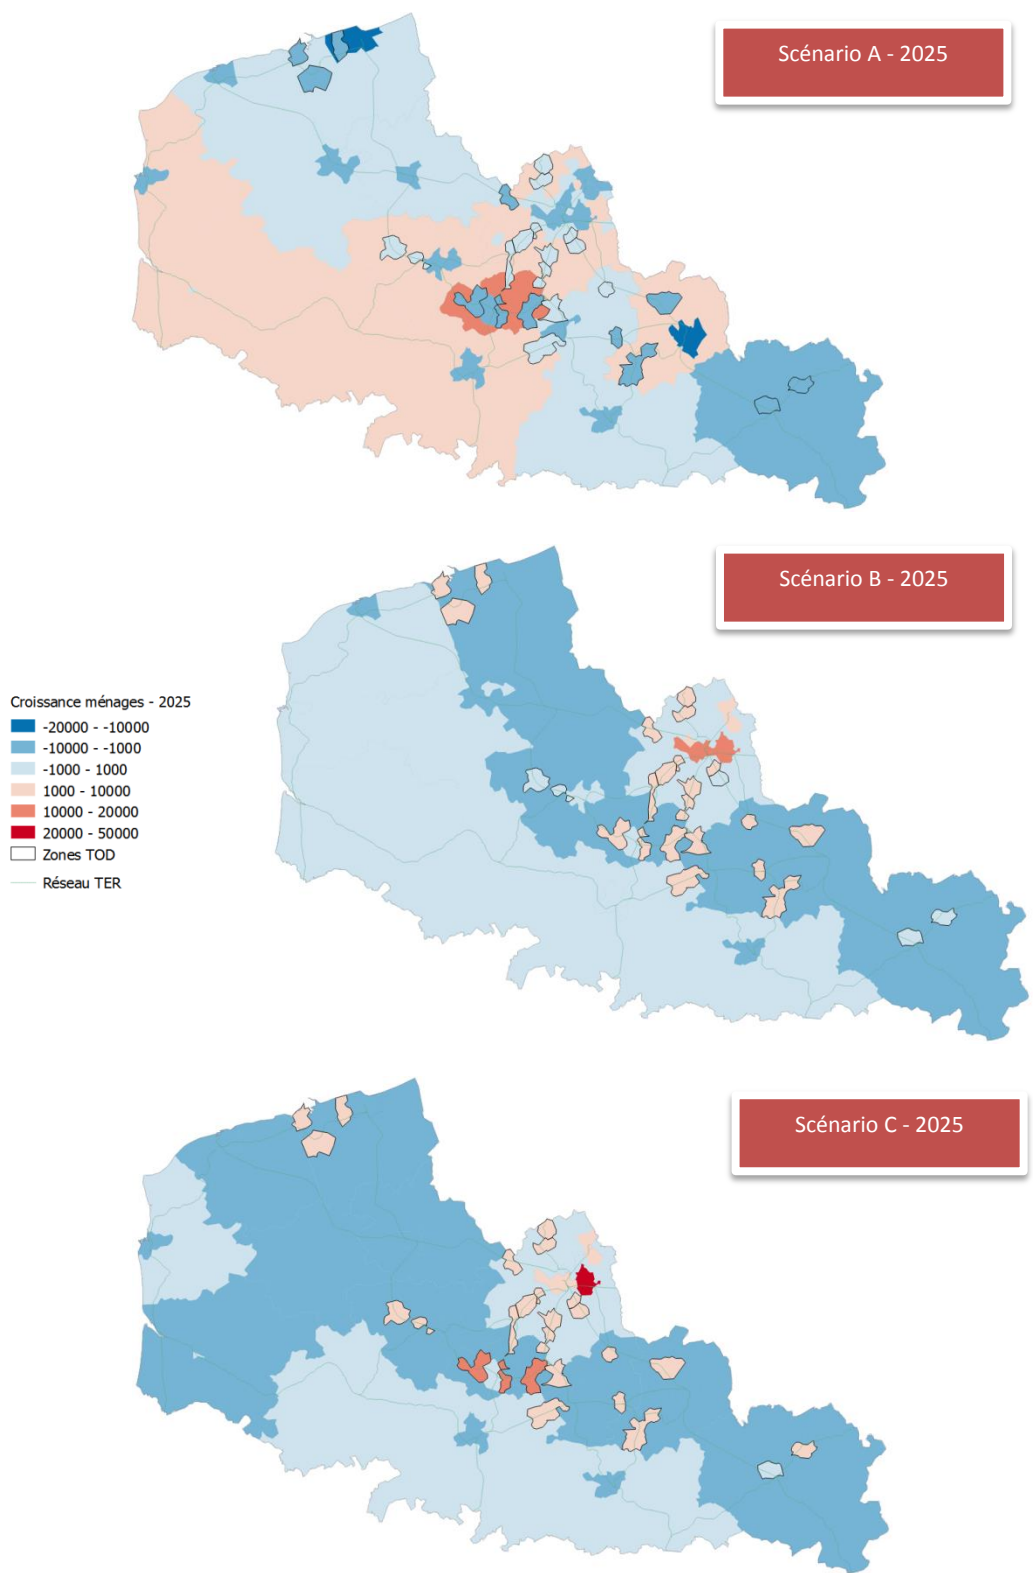 Scénario A - 2025
Scénario B - 2025
Croissance ménages - 2025
-20000 - -10000
-10000 - -1000
-1000 - 1000
1000 - 10000
10000 - 20000
20000 - 50000
Zones TOD
Réseau TER
Scénario C - 2025